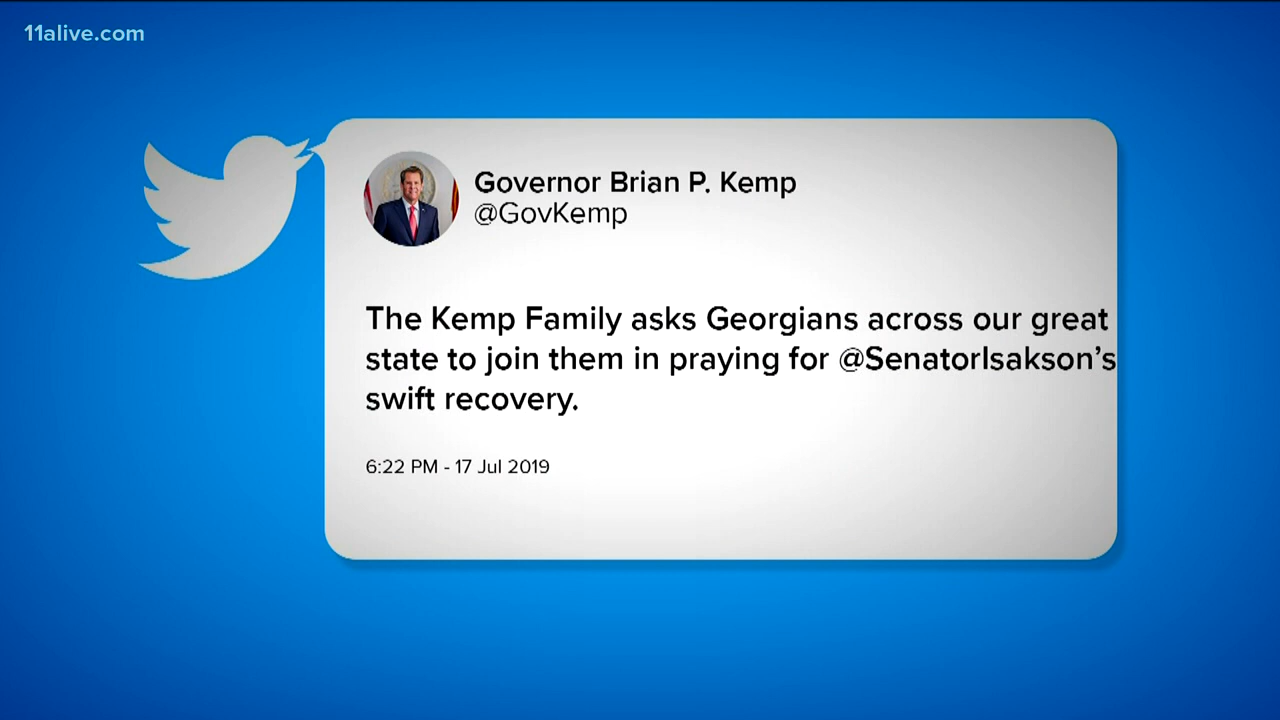 11alive.com
Governor Brian P. Kemp
@GovKemp
The Kemp Family asks Georgians across our great
state to join them in praying for @SenatorIsakson’s
swift recovery.
6:22 PM - 17 Jul 2019